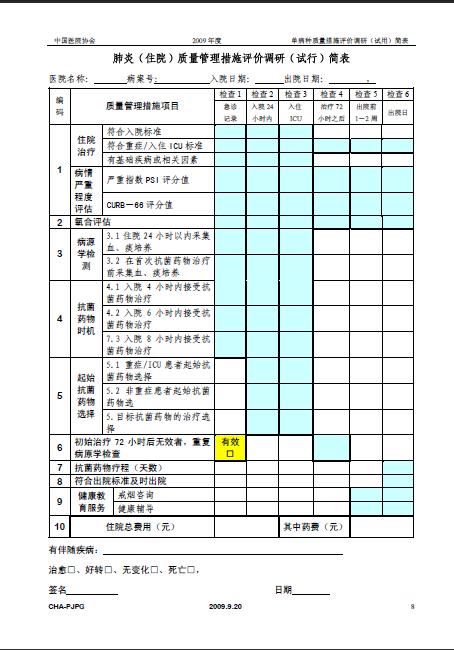 中国医院协会 2009年度 单病种质量措施评价调研（试用）简表
肺炎（住院）质量管理措施评价调研（试行）简表
医院名称： 病案号： 入院日期： 出院日期： ，
编码 质量管理措施项目 检查1 检查2 检查3 检查4 检查5 检查6
急诊记录 入院24小时内 入住ICU 治疗72小时之后 出院前1－2周 出院日
1 住院治疗 符合入院标准
符合重症/入住ICU标准
有基础疾病或相关因素
病情严重程度评估 严重指数PSI评分值
CURB－66评分值
2 氧合评估
3 病源学检测 3.1住院24小时以内采集血、痰培养
3.2 在首次抗菌药物治疗前采集血、痰培养
4 抗菌药物时机 4.1 入院 4 小时内接受抗菌药物治疗
4.2 入院 6 小时内接受抗菌药物治疗
7.3 入院 8 小时内接受抗菌药物治疗
5 起始抗菌药物选择 5.1 重症/ICU 患者起始抗菌药物选择
5.2 非重症患者起始抗菌药物选
5.目标抗菌药物的治疗选择
6 初始治疗72小时后无效者，重复病原学检查 有效□
7 抗菌药物疗程（天数）
8 符合出院标准及时出院
9 健康教育服务 戒烟咨询
健康辅导
10 住院总费用（元） 其中药费（元）
有伴随疾病：
治愈□、好转□、无变化□、死亡□，
签名 日期
CHA-PJPG 2009.9.20 8